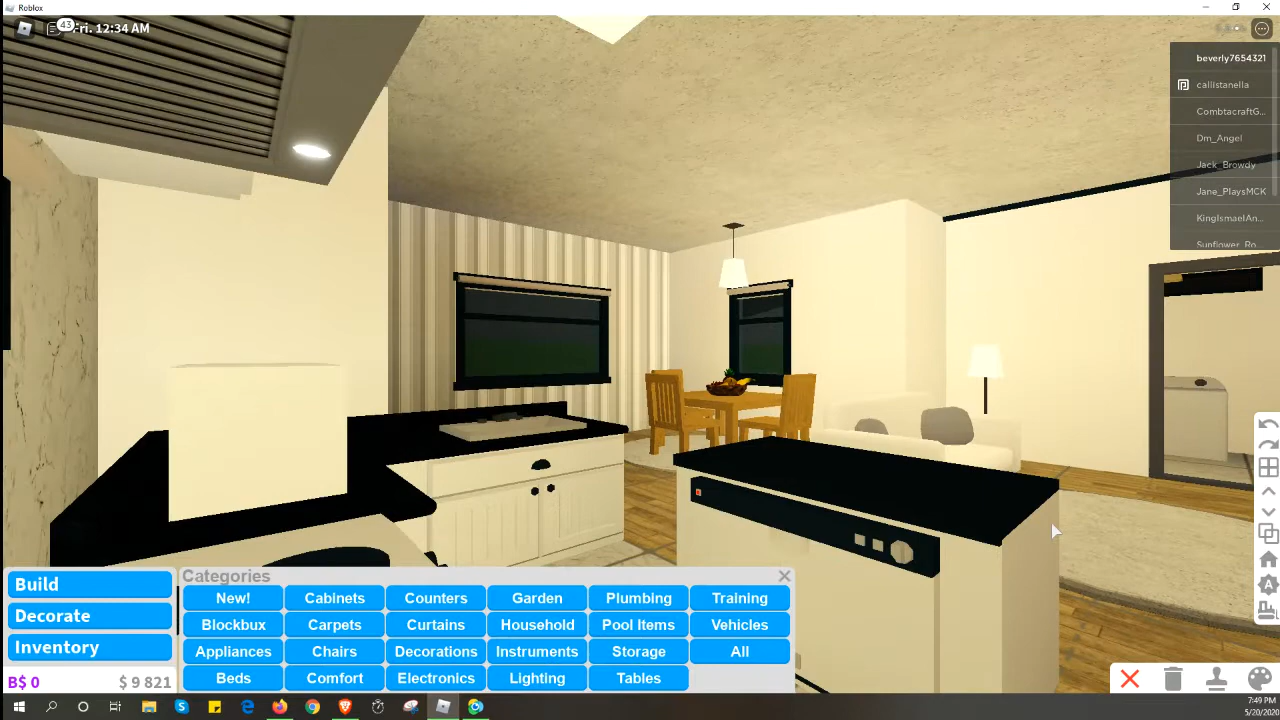 Roblox
43
Fri. 12:34 AM
beverly7654321
callistanella
CombtacraftG...
Dm_Angel
Jack_Browdy
Jane_PlaysMCK
KingIsmaelAn...
Sunflower_Ro...
Build
Decorate
Inventory
B$ 0 $ 9 821
Categories
New! Cabinets Counters Garden Plumbing Training
Blockbux Carpets Curtains Household Pool Items Vehicles
Appliances Chairs Decorations Instruments Storage All
Beds Comfort Electronics Lighting Tables
7:49 PM
5/20/2020